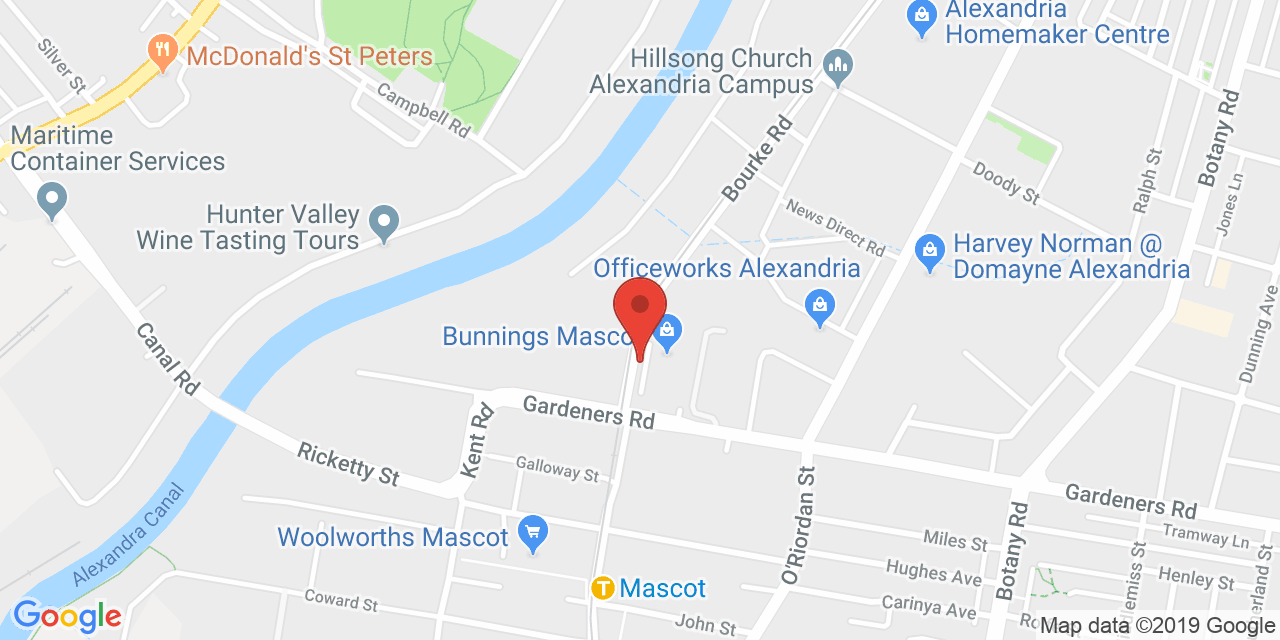 Alexandria
Homemaker Centre
Silver St
McDonald's St Peters
Hillsong Church
Alexandria Campus
Campbell Rd
Botany Rd
Maritime
Container Services
Bourke Rd
Doody St
Ralph St
Jones Ln
Hunter Valley
Wine Tasting Tours
News Direct Rd
Harvey Norman @
Domayne Alexandria
Officeworks Alexandria
Bunnings Masco
Dunning Ave
Canal Rd
Gardeners Rd
Kent Rd
Ricketty St
Galloway St
O'Riordan St
Gardeners Rd
Alexandra Canal
Woolworths Mascot
Botany Rd
Miles St
Tramway Ln
Hughes Ave
Henley St
T Mascot
Coward St
Carinya Ave
John St
Google
Map data ©2019 Google